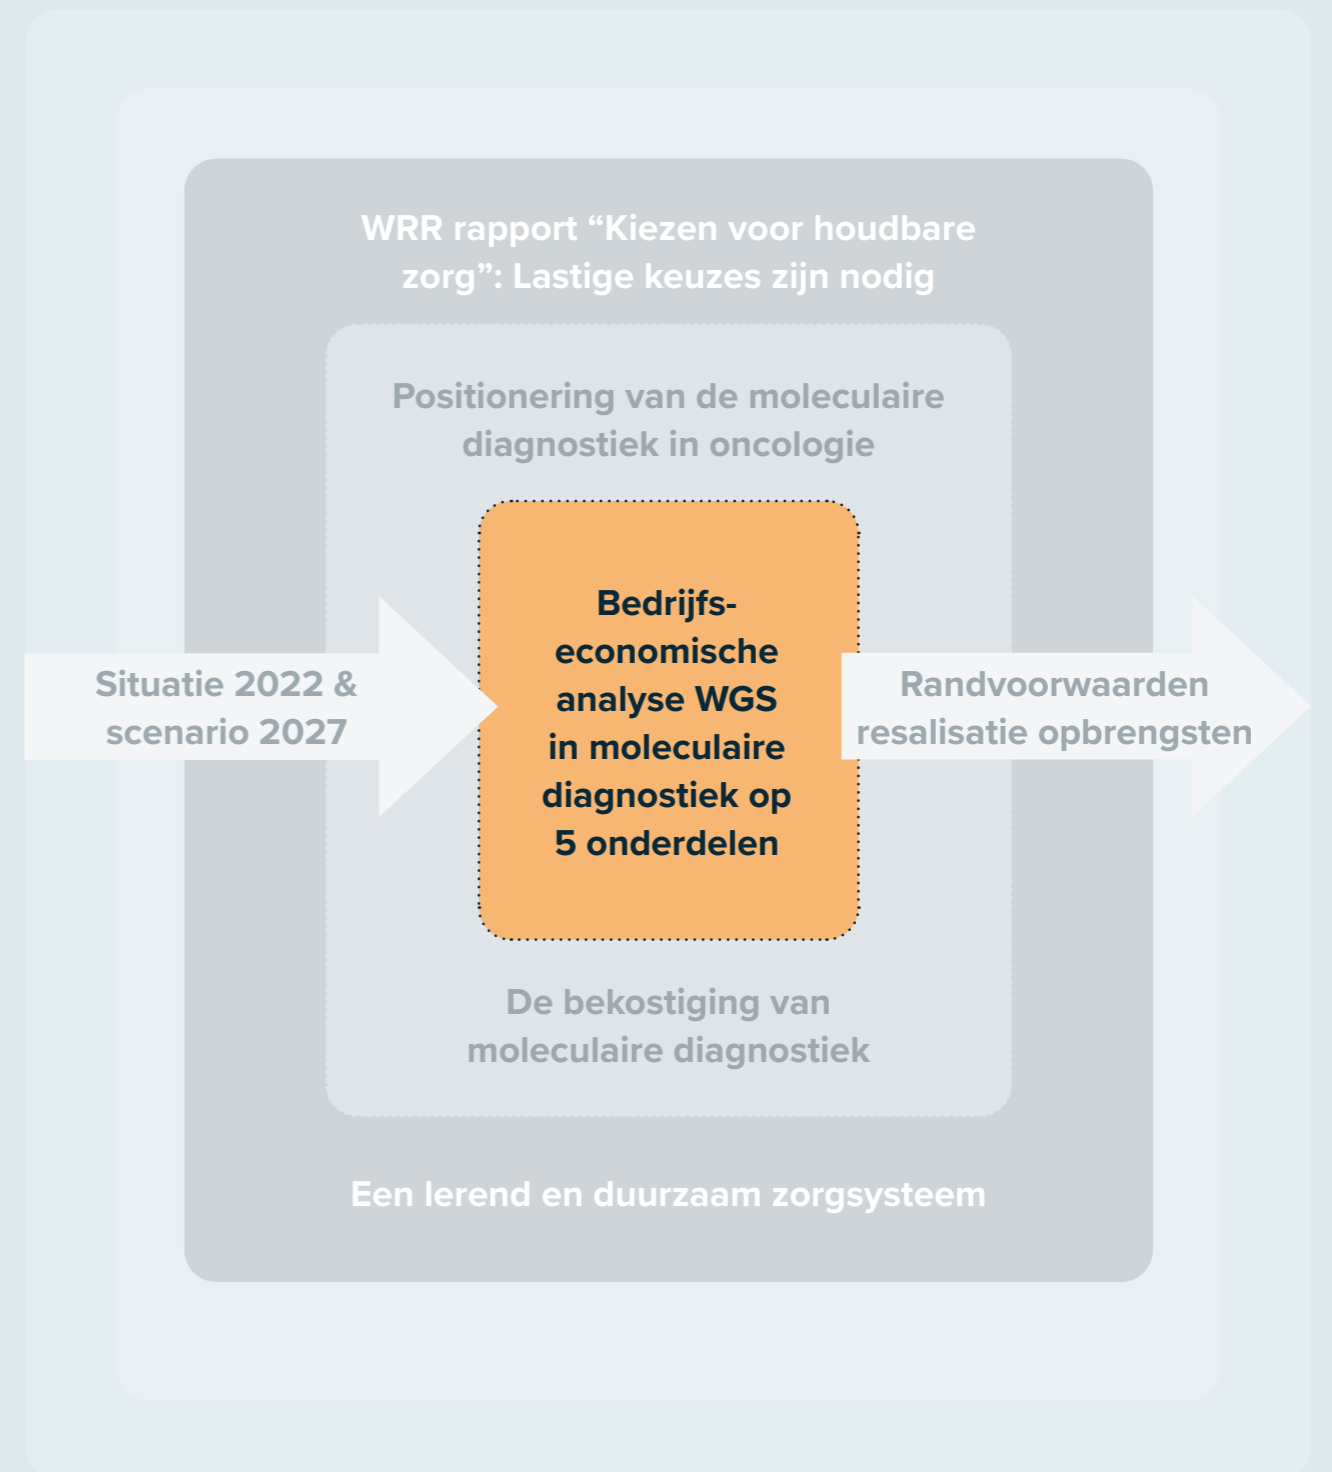 WRR rapport “Kiezen voor houdbare
zorg”: Lastige keuzes zijn nodig
Positionering van de moleculaire
diagnostiek in oncologie
Situatie 2022 &
scenario 2027
Bedrijfs-
economische
analyse WGS
in moleculaire
diagnostiek op
5 onderdelen
Randvoorwaarden
resalisatie opbrengsten
De bekostiging van
moleculaire diagnostiek
Een lerend en duurzaam zorgsysteem